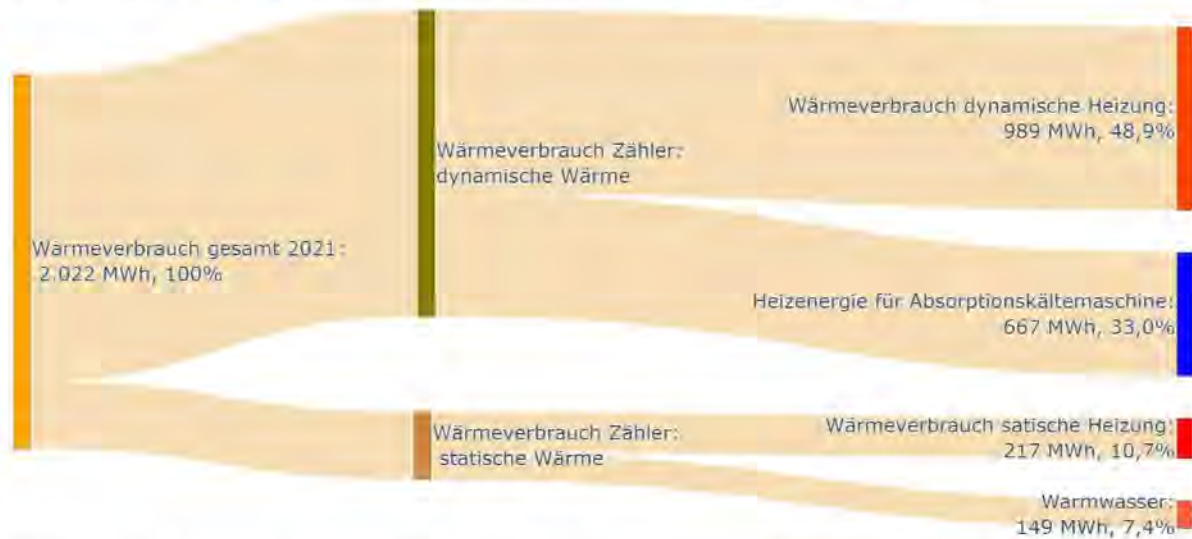 Wärmeverbrauch gesamt 2021:
2.022 MWh, 100%
Wärmeverbrauch Zähler:
dynamische Wärme
Wärmeverbrauch Zähler:
statische Wärme
Wärmeverbrauch dynamische Heizung:
989 MWh, 48,9%
Heizenergie für Absorptionskältemaschine:
667 MWh, 33,0%
Wärmeverbrauch satische Heizung:
217 MWh, 10,7%
Warmwasser:
149 MWh, 7,4%